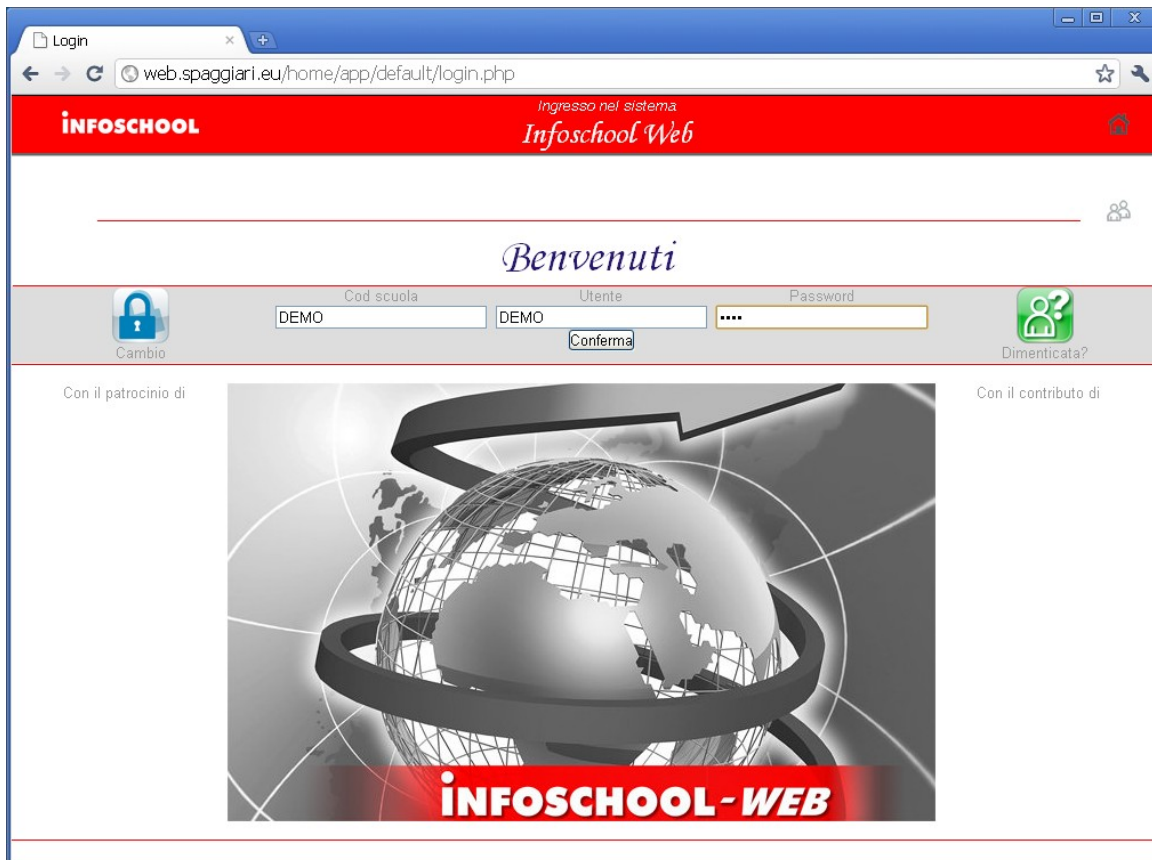 Login
web.spaggiari.eu/home/app/default/login.php
iNFOSCHOOL
Ingresso nel sistema
Infoschool Web
Benvenuti
Cod scuola Utente Password
DEMO DEMO ••••
Conferma
Cambio Dimenticata?
Con il patrocinio di Con il contributo di
iNFOSCHOOL-WEB